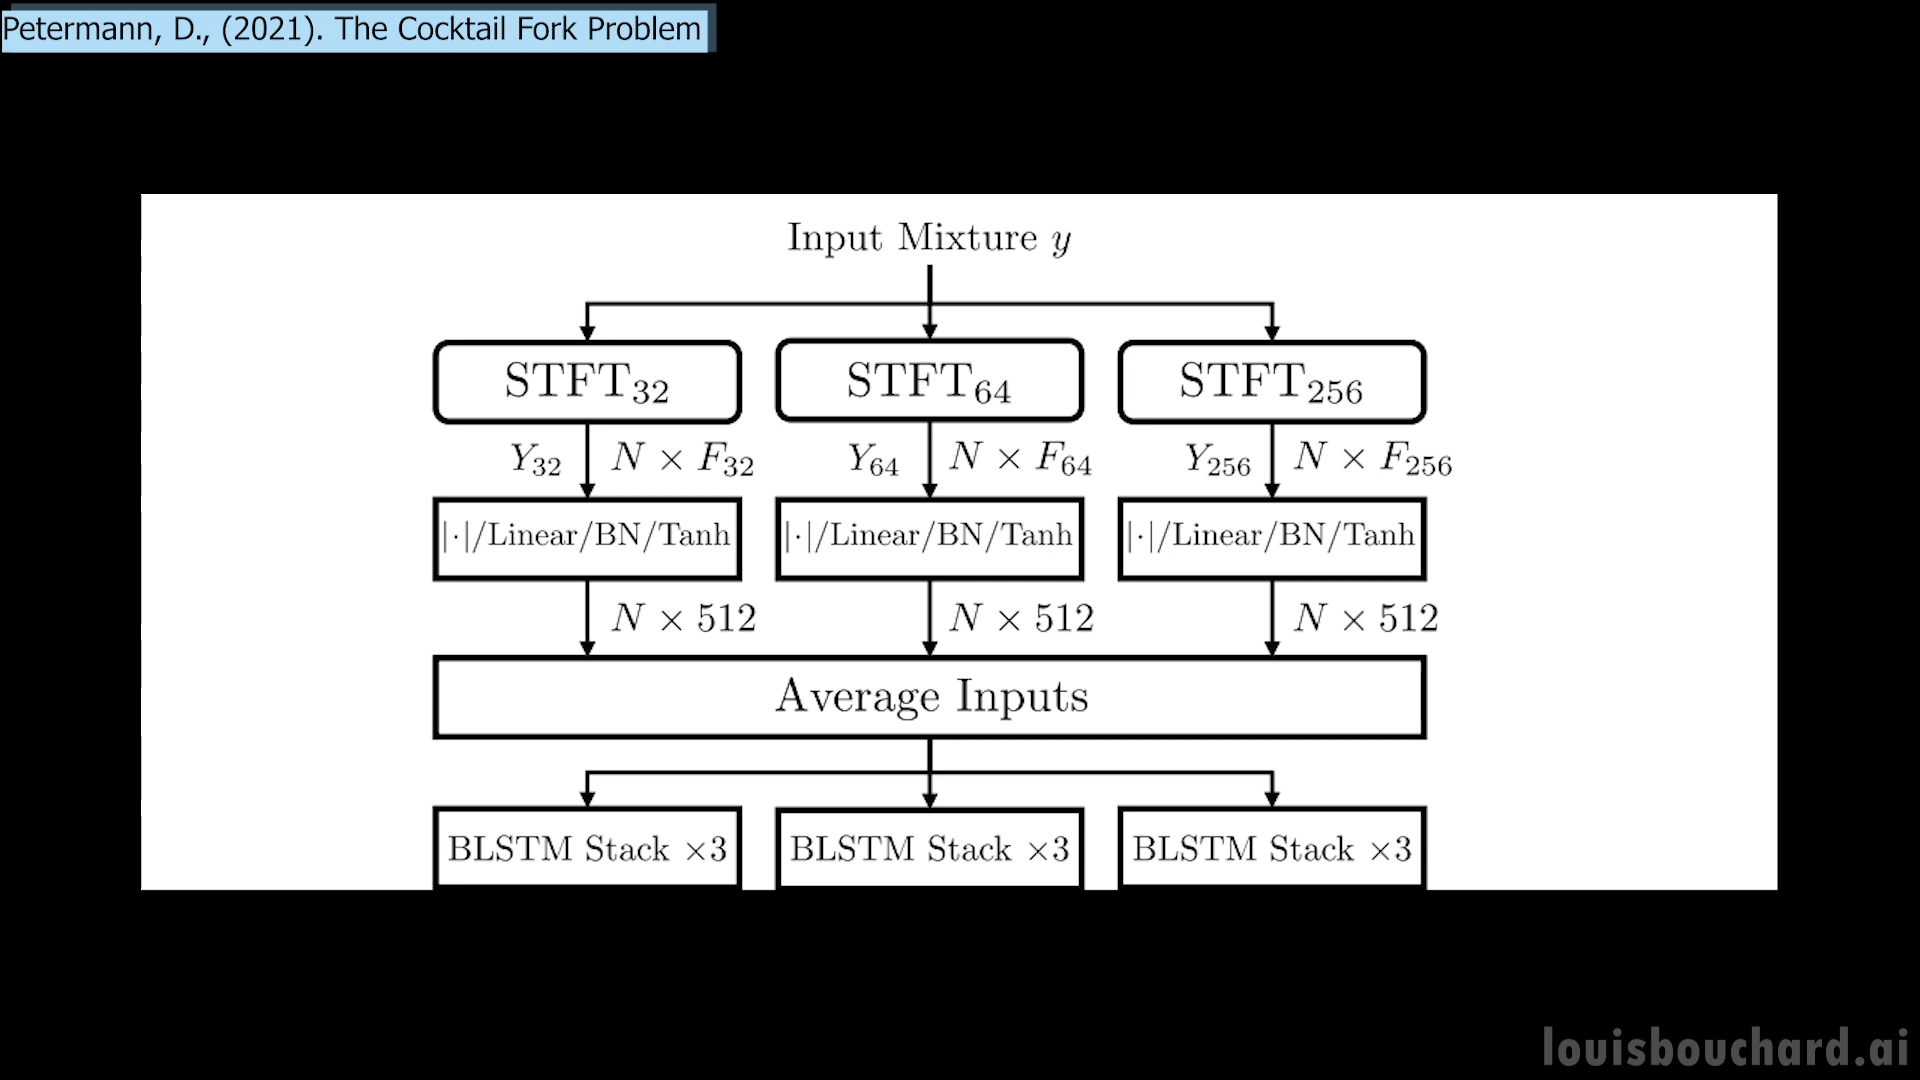 Petermann, D., (2021). The Cocktail Fork Problem
Input Mixture y
STFT₃₂ STFT₆₄ STFT₂₅₆
Y₃₂ N × F₃₂ Y₆₄ N × F₆₄ Y₂₅₆ N × F₂₅₆
|·|/Linear/BN/Tanh |·|/Linear/BN/Tanh |·|/Linear/BN/Tanh
N × 512 N × 512 N × 512
Average Inputs
BLSTM Stack ×3 BLSTM Stack ×3 BLSTM Stack ×3
louisbouchard.ai